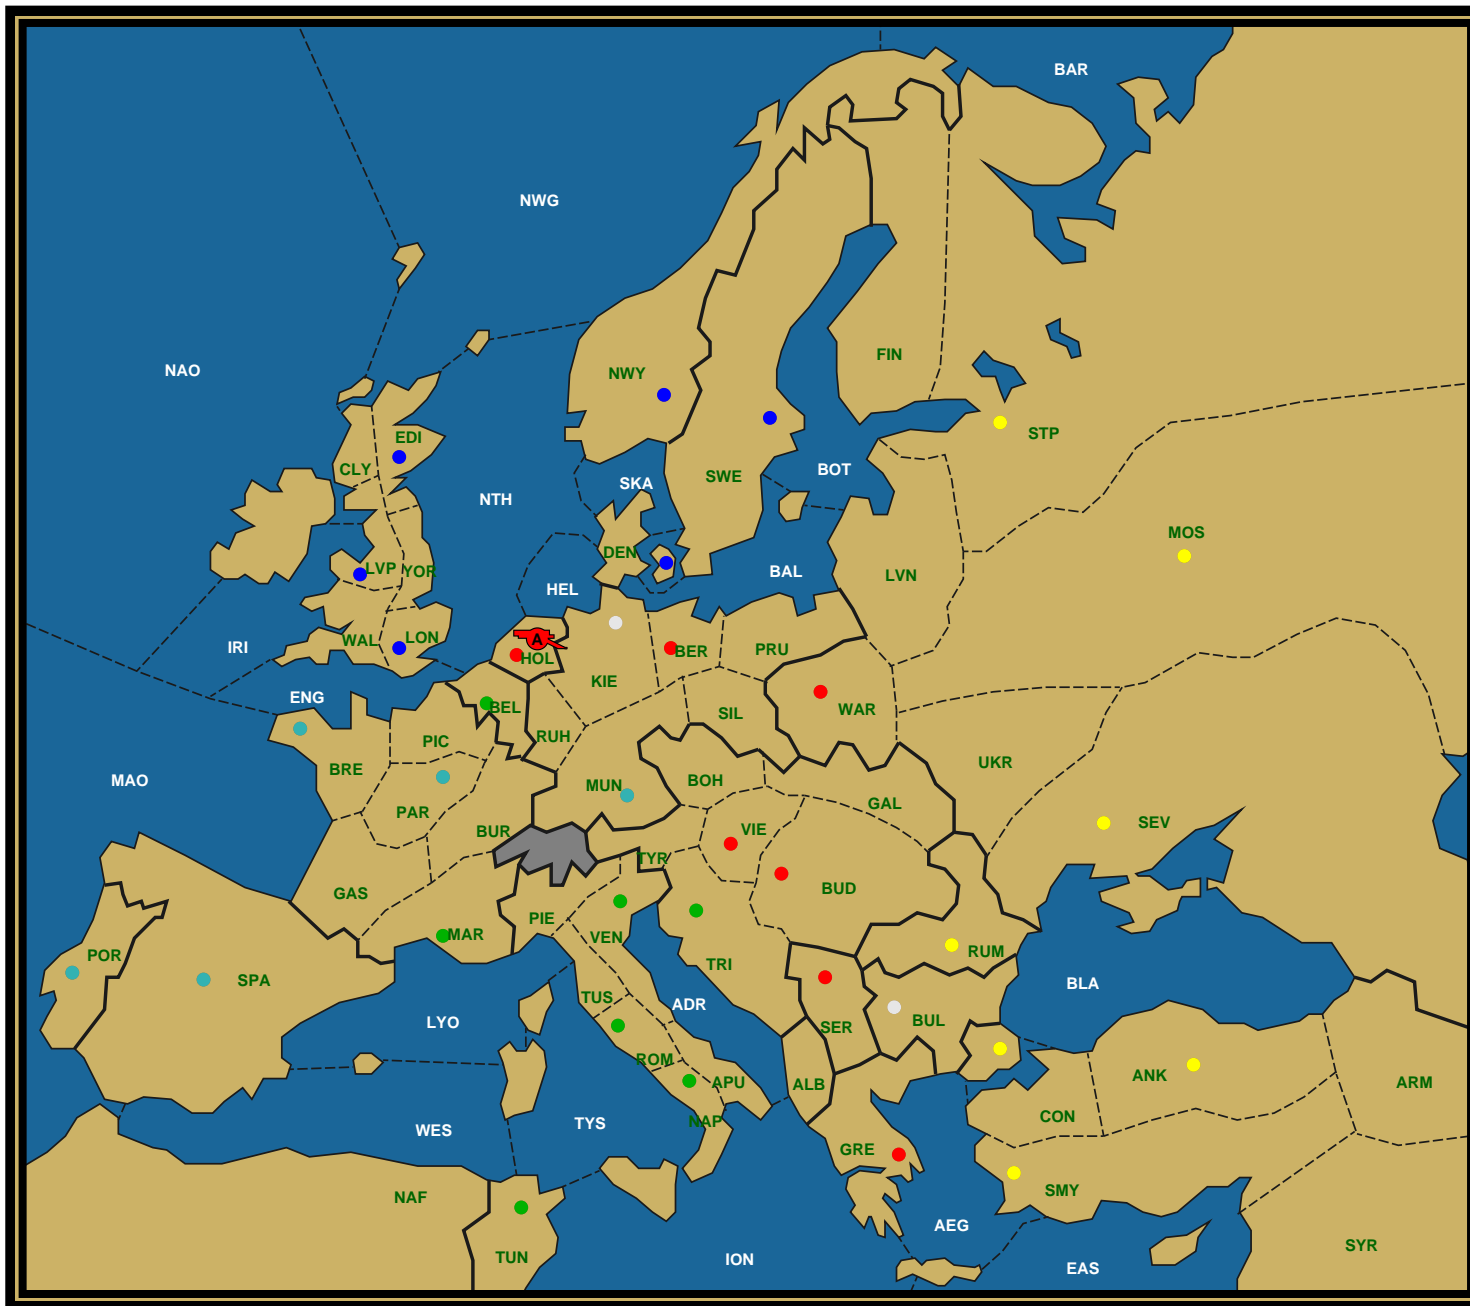 BAR
NWG
NAO
FIN
NWY
EDI
STP
CLY
SWE
BOT
SKA
NTH
MOS
DEN
LVP
YOR
BAL
LVN
HEL
A
WAL
LON
IRI
HOL
BER
PRU
KIE
ENG
BEL
WAR
SIL
RUH
PIC
UKR
BRE
MAO
MUN
BOH
GAL
PAR
SEV
BUR
VIE
TYR
BUD
GAS
PIE
MAR
VEN
POR
RUM
TRI
SPA
BLA
TUS
ADR
LYO
BUL
SER
ROM
ANK
APU
ALB
ARM
CON
NAP
TYS
WES
GRE
SMY
NAF
AEG
SYR
TUN
ION
EAS